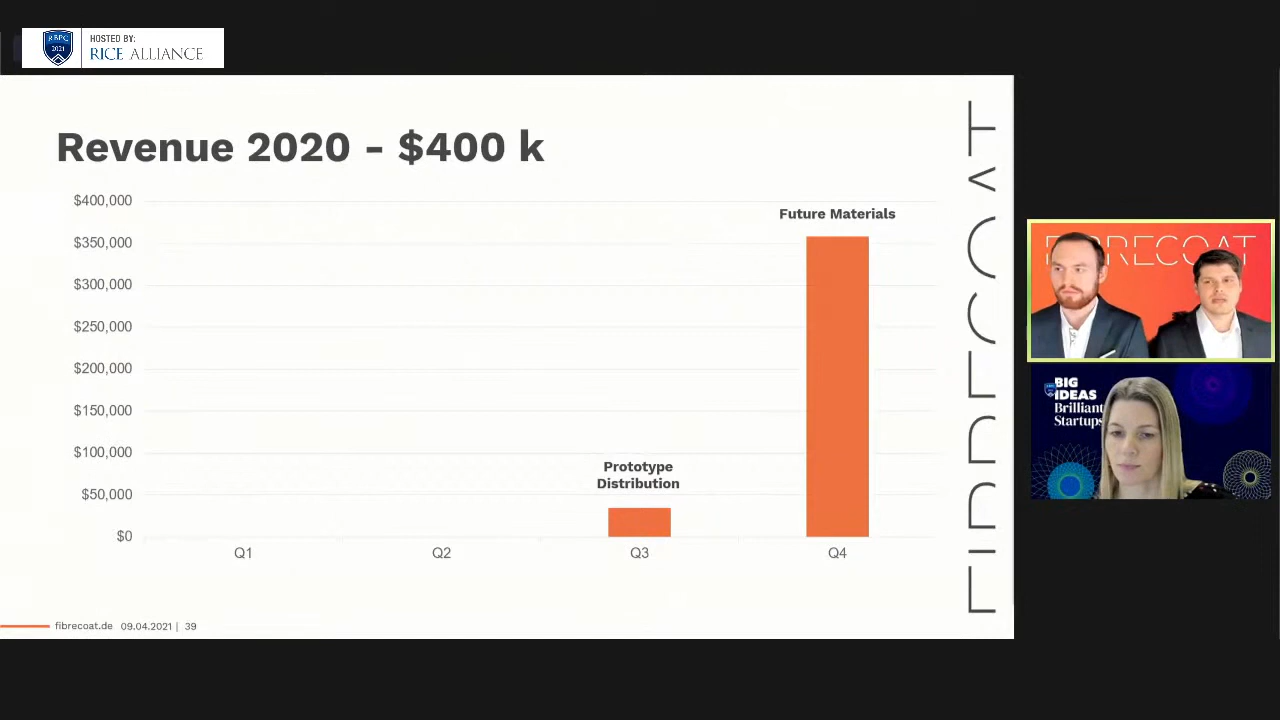 RBPC
2021
HOSTED BY:
RICE ALLIANCE
Revenue 2020 - $400 k
$400,000
$350,000
$300,000
$250,000
$200,000
$150,000
$100,000
$50,000
$0
Future Materials
Prototype
Distribution
Q1
Q2
Q3
Q4
fibrecoat.de 09.04.2021 | 39
FIBRECOAT
FIBRECOAT
BIG
IDEAS
Brilliant
Startups